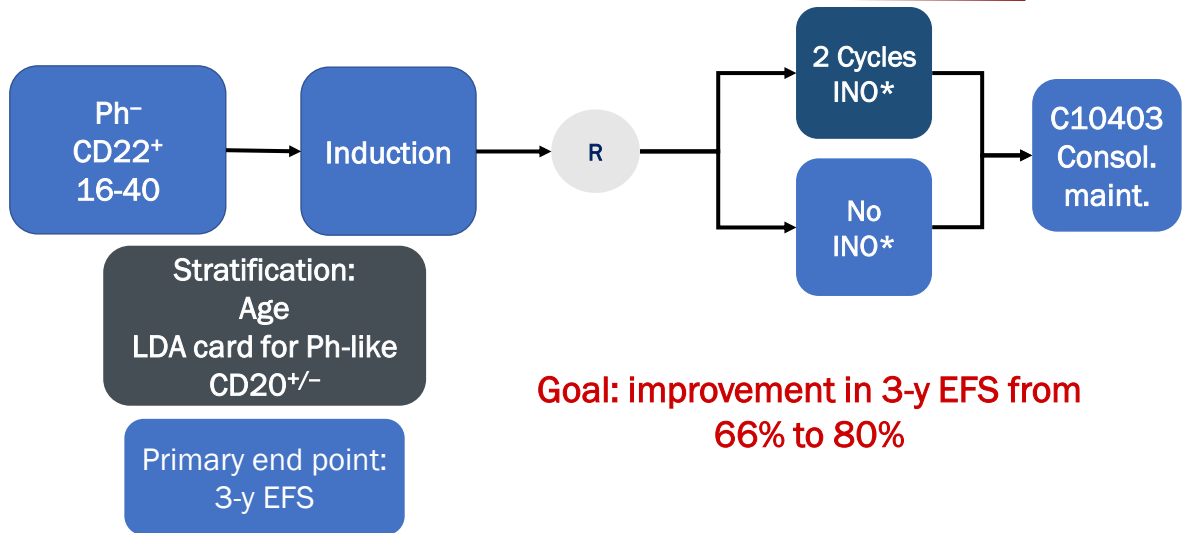 Ph–
CD22+
16-40
Induction
R
2 Cycles
INO*
No
INO*
C10403
Consol.
maint.
Stratification:
Age
LDA card for Ph-like
CD20+/–
Primary end point:
3-y EFS
Goal: improvement in 3-y EFS from
66% to 80%